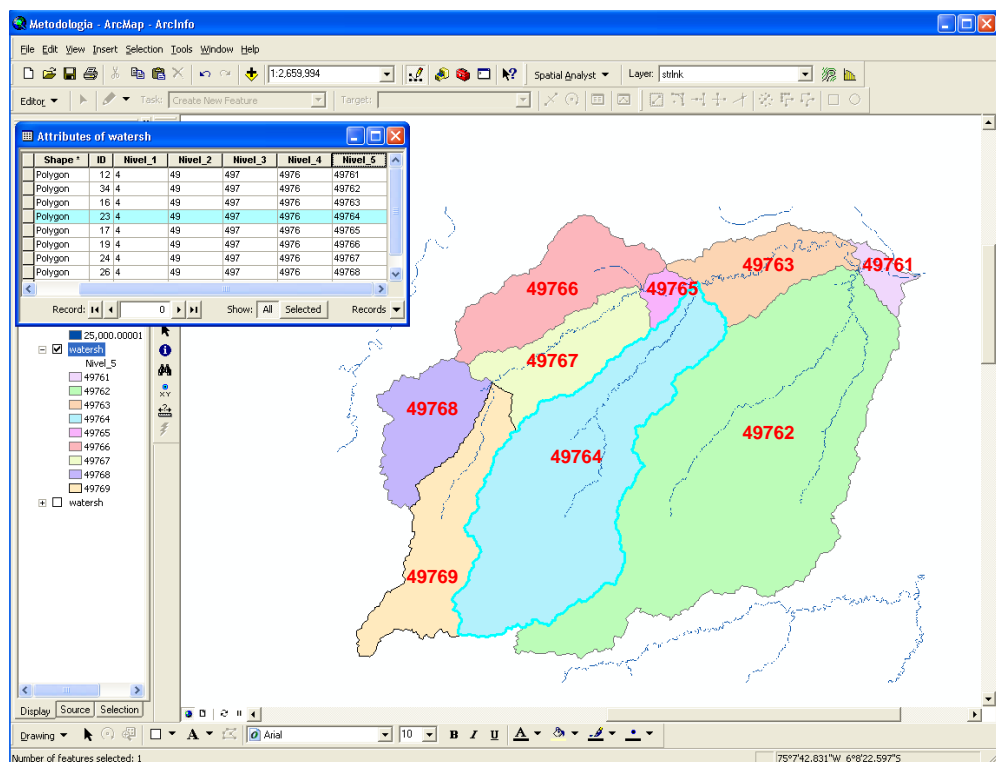 Metodologia - ArcMap - ArcInfo
File Edit View Insert Selection Tools Window Help
1:2,659,994 Spatial Analyst Layer: strlnk
Editor Task: Create New Feature Target:
Attributes of watersh
Shape * ID Nivel_1 Nivel_2 Nivel_3 Nivel_4 Nivel_5
Polygon 12 4 49 497 4976 49761
Polygon 34 4 49 497 4976 49762
Polygon 16 4 49 497 4976 49763
Polygon 23 4 49 497 4976 49764
Polygon 17 4 49 497 4976 49765
Polygon 19 4 49 497 4976 49766
Polygon 24 4 49 497 4976 49767
Polygon 26 4 49 497 4976 49768
Record: 0 Show: All Selected Records
25,000.00001
watersh
Nivel_5
49761
49762
49763
49764
49765
49766
49767
49768
49769
watersh
XY
49763
49761
49765
49766
49767
49768
49762
49764
49769
Display Source Selection
Drawing A Arial 10 B I U A
Number of features selected: 1
75°7'42.831"W 6°8'22.597"S